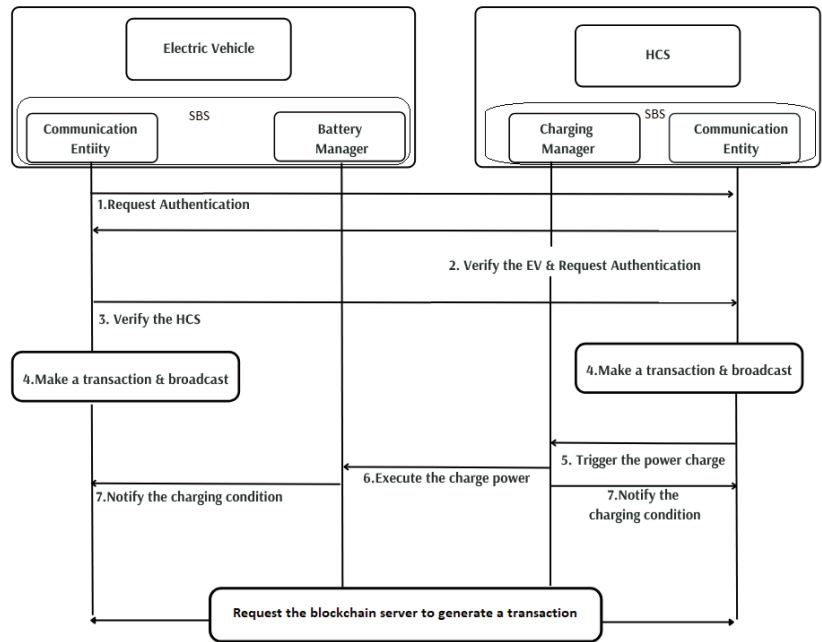 Electric Vehicle
HCS
SBS
SBS
Communication
Entiity
Battery
Manager
Charging
Manager
Communication
Entity
1.Request Authentication
2. Verify the EV & Request Authentication
3. Verify the HCS
4.Make a transaction & broadcast
4.Make a transaction & broadcast
5. Trigger the power charge
6.Execute the charge power
7.Notify the charging condition
7.Notify the
charging condition
Request the blockchain server to generate a transaction